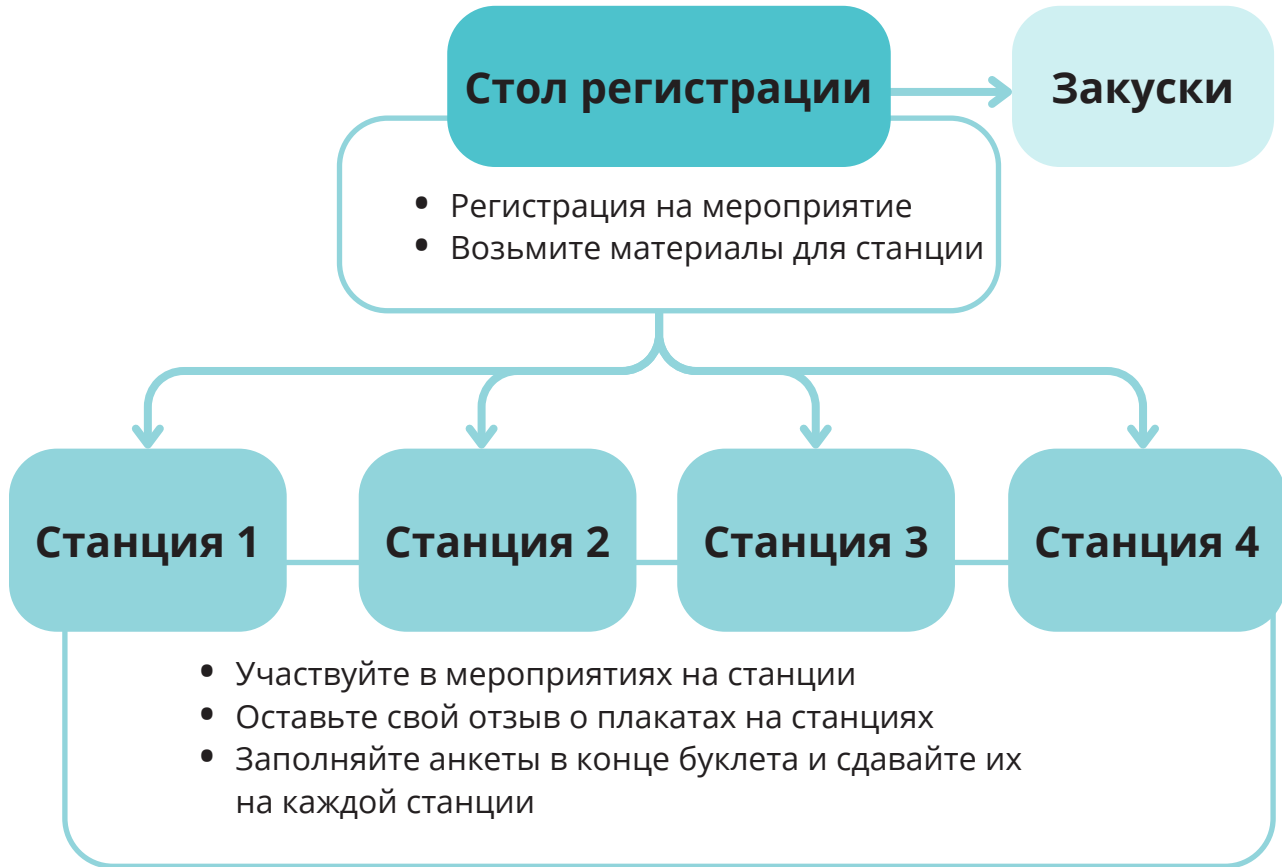 Стол регистрации
Закуски
• Регистрация на мероприятие
• Возьмите материалы для станции
Станция 1
Станция 2
Станция 3
Станция 4
• Участвуйте в мероприятиях на станции
• Оставьте свой отзыв о плакатах на станциях
• Заполняйте анкеты в конце буклета и сдавайте их
на каждой станции